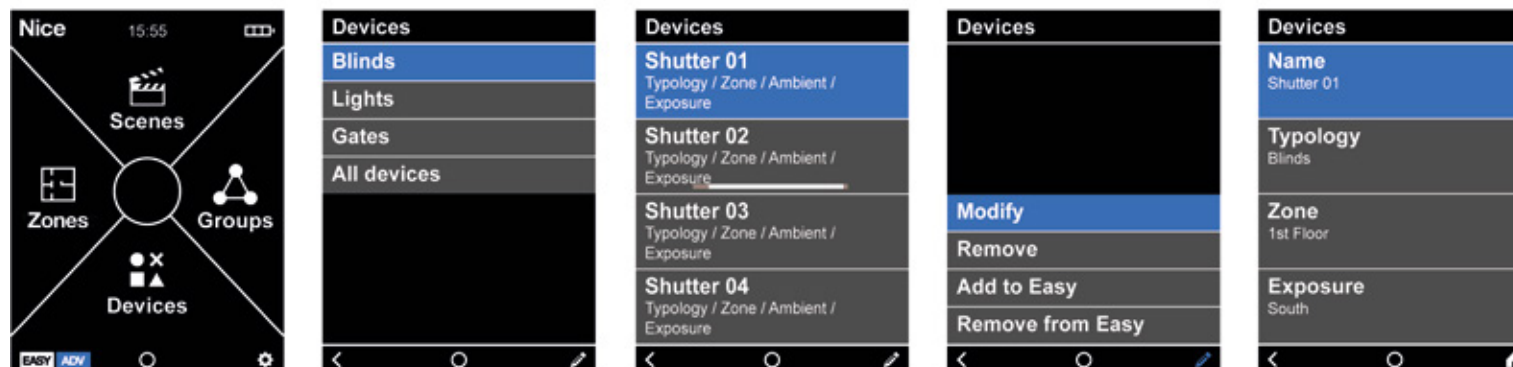 Nice 15:55
Scenes
Zones
Groups
Devices
EASY ADV
Devices
Blinds
Lights
Gates
All devices
Devices
Shutter 01
Typology / Zone / Ambient /
Exposure
Shutter 02
Typology / Zone / Ambient /
Exposure
Shutter 03
Typology / Zone / Ambient /
Exposure
Shutter 04
Typology / Zone / Ambient /
Exposure
Devices
Modify
Remove
Add to Easy
Remove from Easy
Devices
Name
Shutter 01
Typology
Blinds
Zone
1st Floor
Exposure
South